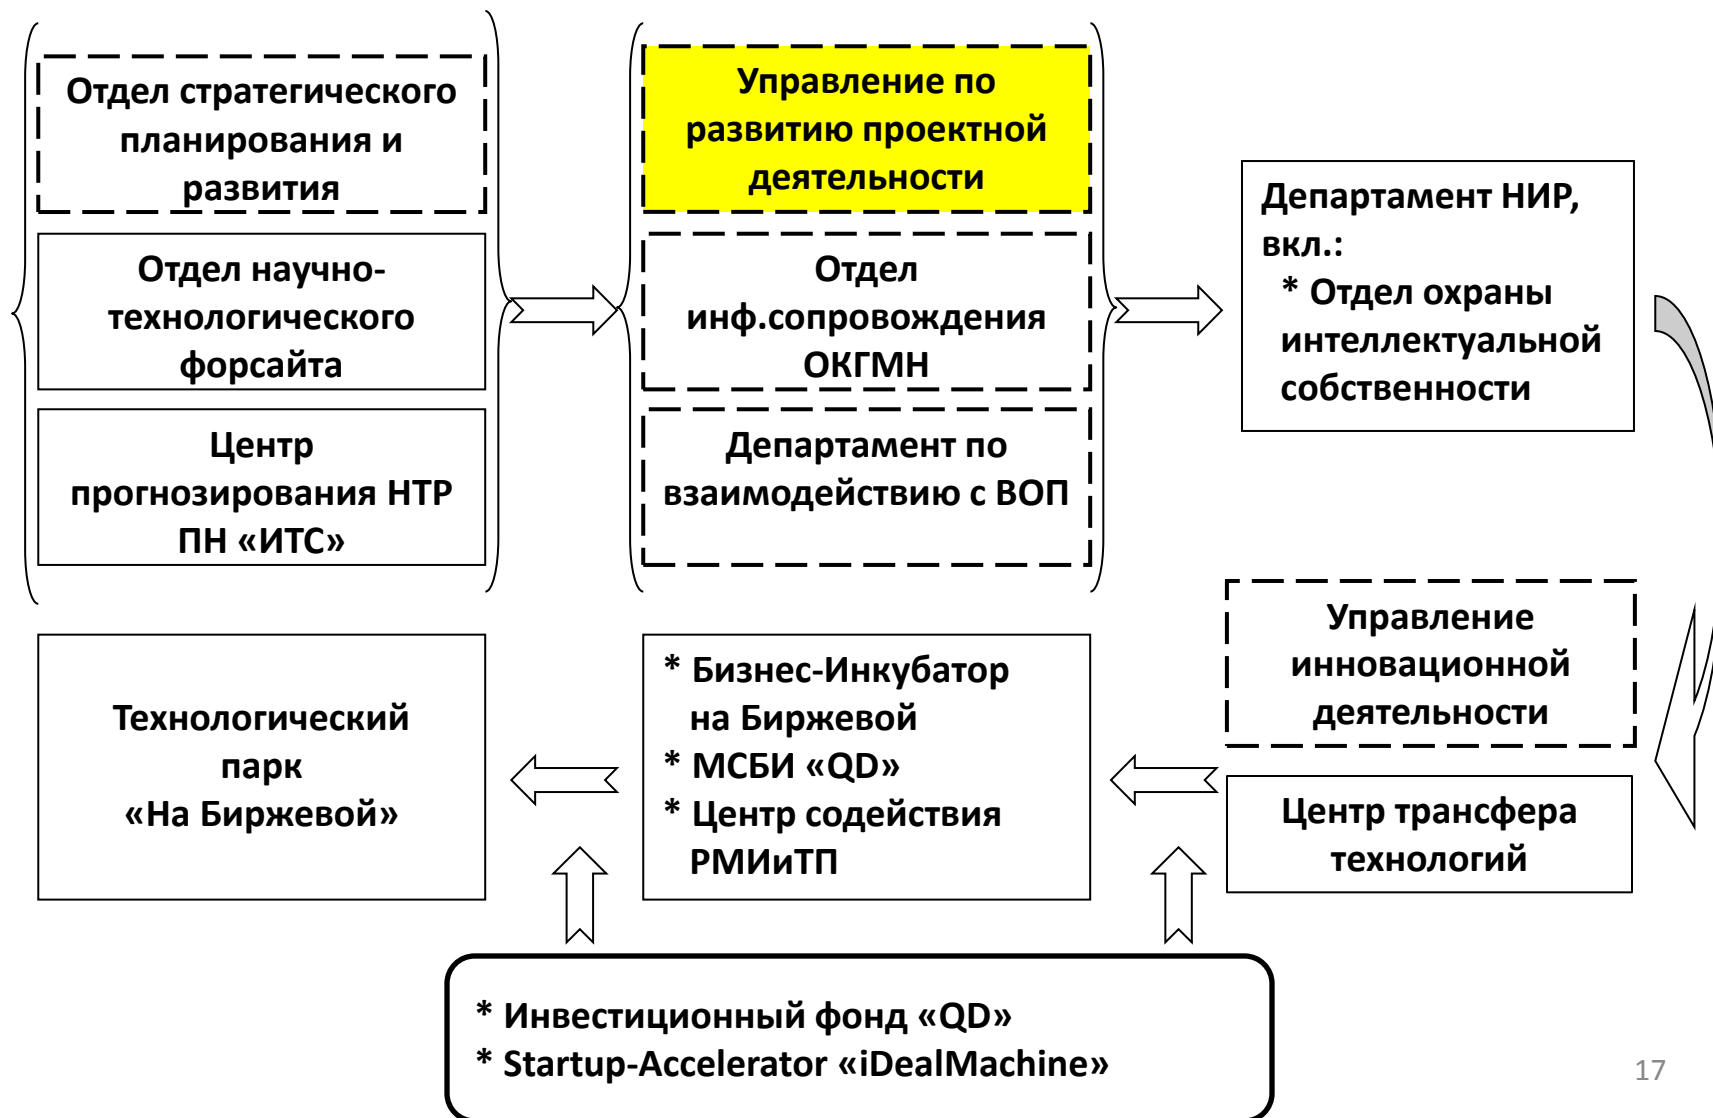 Отдел стратегического
планирования и
развития
Отдел научно-
технологического
форсайта
Центр
прогнозирования НТР
ПН «ИТС»
Управление по
развитию проектной
деятельности
Отдел
инф.сопровождения
ОКГМН
Департамент по
взаимодействию с ВОП
Департамент НИР,
вкл.:
* Отдел охраны
интеллектуальной
собственности
Управление
инновационной
деятельности
Центр трансфера
технологий
* Бизнес-Инкубатор
на Биржевой
* МСБИ «QD»
* Центр содействия
РМИиТП
Технологический
парк
«На Биржевой»
* Инвестиционный фонд «QD»
* Startup-Accelerator «iDealMachine»
17